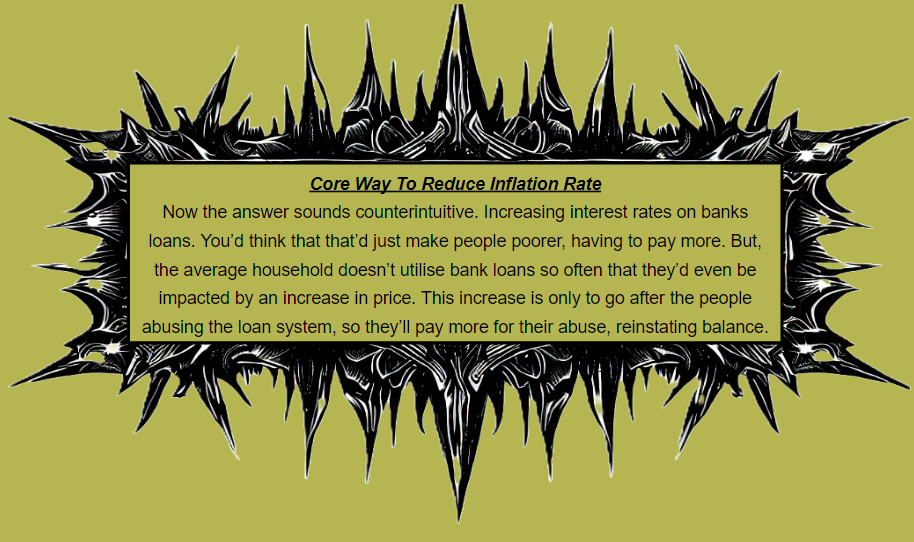 Core Way To Reduce Inflation Rate
Now the answer sounds counterintuitive. Increasing interest rates on banks
loans. You’d think that that’d just make people poorer, having to pay more. But,
the average household doesn’t utilise bank loans so often that they’d even be
impacted by an increase in price. This increase is only to go after the people
abusing the loan system, so they’ll pay more for their abuse, reinstating balance.